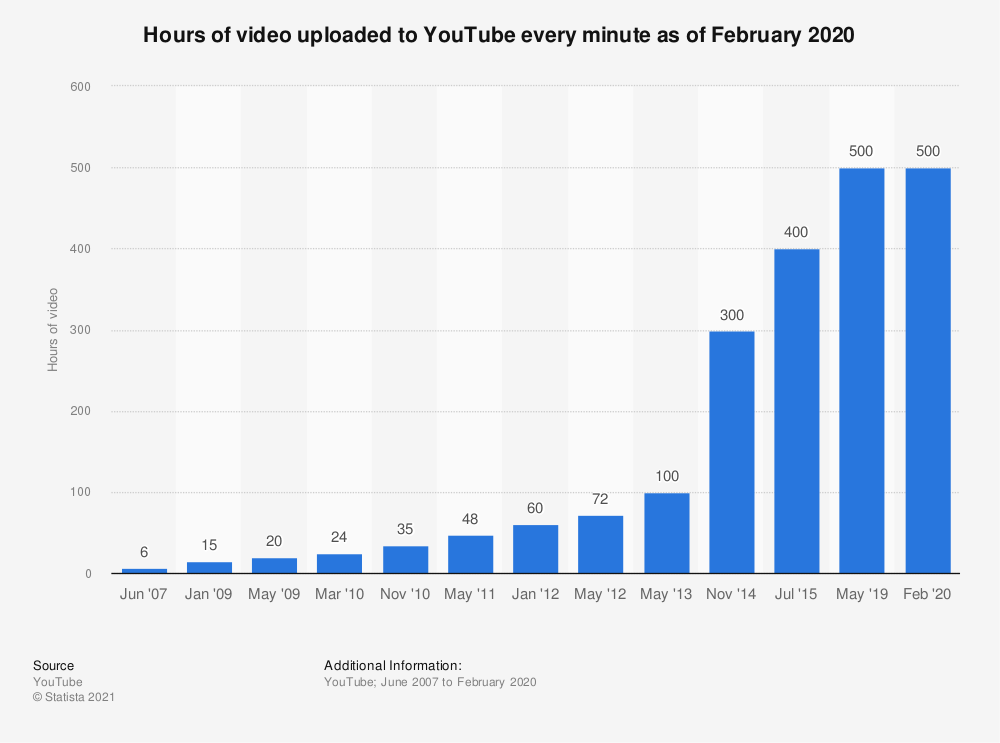 Hours of video uploaded to YouTube every minute as of February 2020
Hours of video
600
500
400
300
200
100
0
6
15
20
24
35
48
60
72
100
300
400
500
500
Jun '07
Jan '09
May '09
Mar '10
Nov '10
May '11
Jan '12
May '12
May '13
Nov '14
Jul '15
May '19
Feb '20
Source
YouTube
© Statista 2021
Additional Information:
YouTube; June 2007 to February 2020